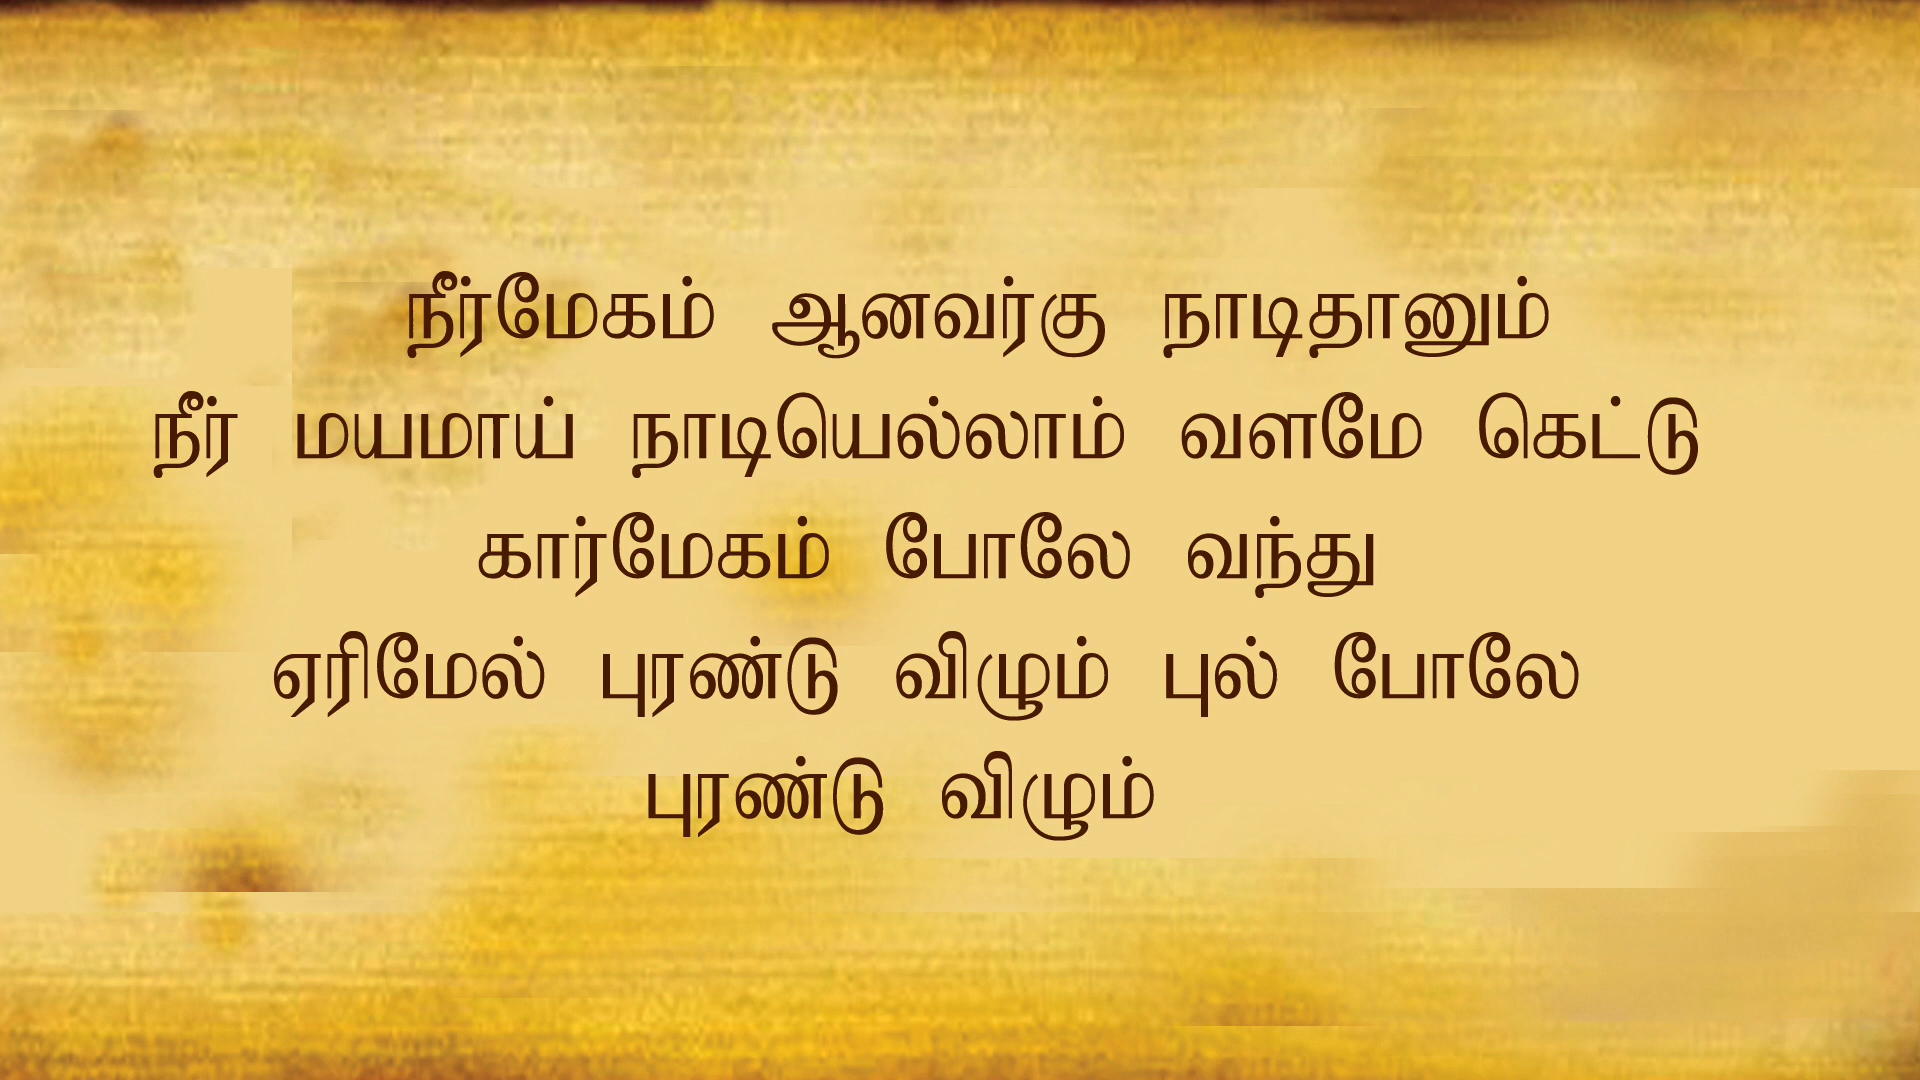 நீர்மேகம் ஆனவர்கு நாடிதானும்
நீர் மயமாய் நாடியெல்லாம் வளமே கெட்டு
கார்மேகம் போலே வந்து
ஏரிமேல் புரண்டு விழும் புல் போலே
புரண்டு விழும்